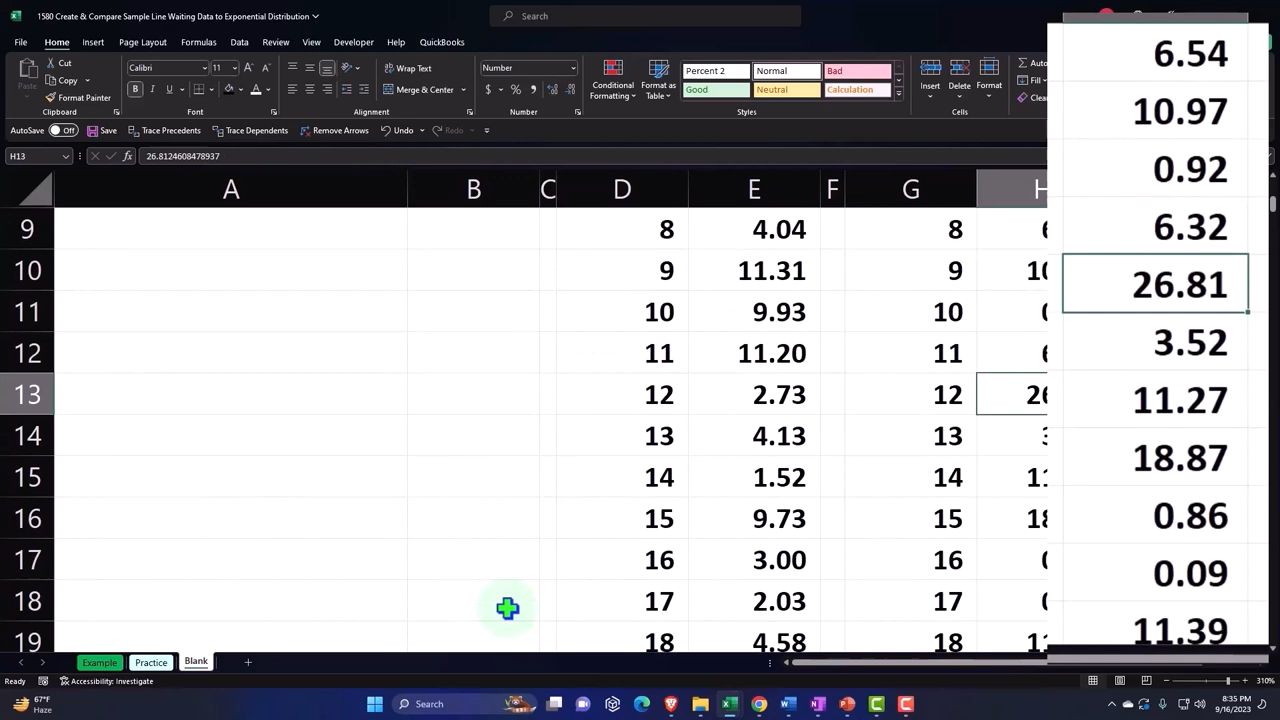 1580 Create & Compare Sample Line Waiting Data to Exponential Distribution
Search
File Home Insert Page Layout Formulas Data Review View Developer Help QuickBooks
Cut
Copy
Format Painter
Clipboard
Calibri 11
B
Font
Wrap Text
Merge & Center
Alignment
Conditional Formatting
Format as Table
Percent 2 Normal Bad
Good Neutral Calculation
Styles
Insert Delete Format
Cells
AutoSave Off Save Trace Precedents Trace Dependents Remove Arrows Undo Redo
H13 fx 26.8124608478937
A B C D E F G H
9 8 4.04 8
10 9 11.31 9 10
11 10 9.93 10
12 11 11.20 11
13 12 2.73 12
14 13 4.13 13
15 14 1.52 14 11
16 15 9.73 15
17 16 3.00 16
18 17 2.03 17
19 18 4.58 18
6.54
10.97
0.92
6.32
26.81
3.52
11.27
18.87
0.86
0.09
11.39
Example Practice Blank
Ready Accessibility: Investigate 310%
67°F
Haze
Search
8:35 PM
9/16/2023